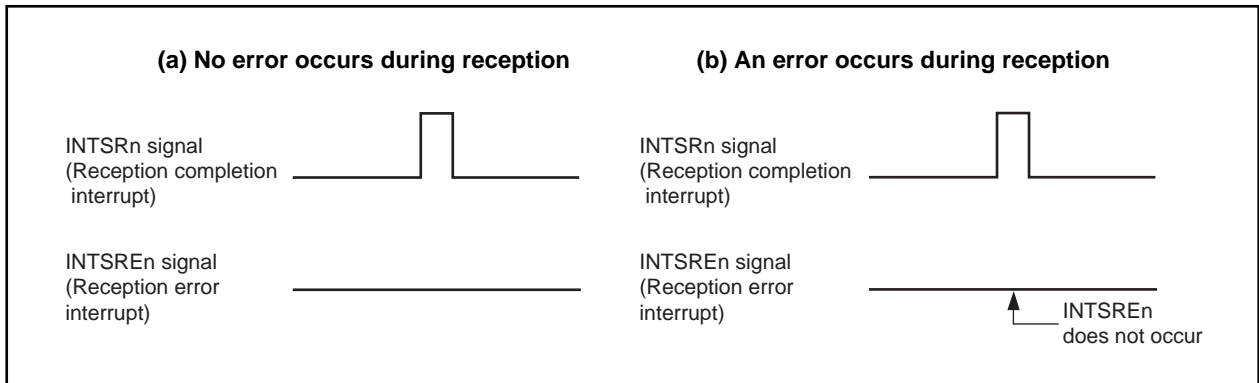 (a) No error occurs during reception
INTSRn signal
(Reception completion
interrupt)
INTSREn signal
(Reception error
interrupt)
(b) An error occurs during reception
INTSRn signal
(Reception completion
interrupt)
INTSREn signal
(Reception error
interrupt)
INTSREn
does not occur